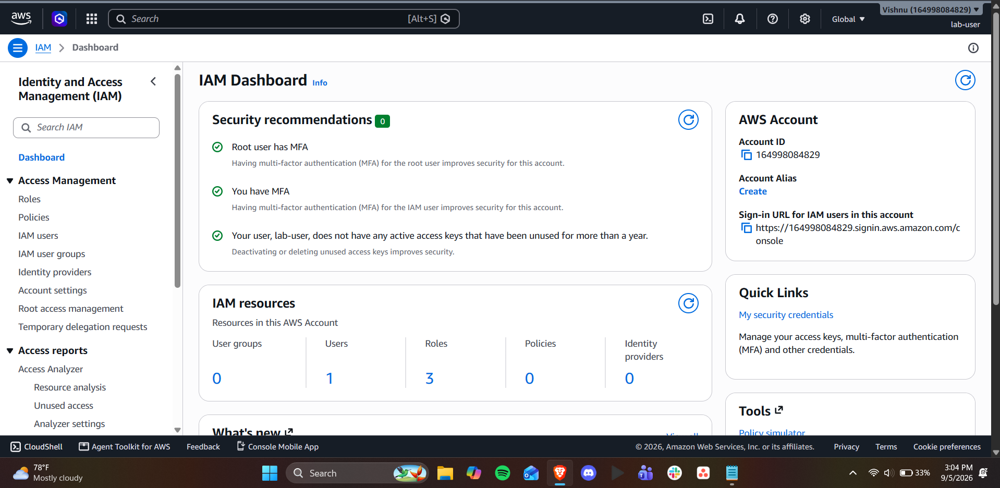 aws
Search
[Alt+S]
Global
Vishnu (164998084829)
lab-user
IAM
Dashboard
Identity and Access
Management (IAM)
Search IAM
Dashboard
Access Management
Roles
Policies
IAM users
IAM user groups
Identity providers
Account settings
Root access management
Temporary delegation requests
Access reports
Access Analyzer
Resource analysis
Unused access
Analyzer settings
IAM Dashboard Info
Security recommendations 0
Root user has MFA
Having multi-factor authentication (MFA) for the root user improves security for this account.
You have MFA
Having multi-factor authentication (MFA) for the IAM user improves security for this account.
Your user, lab-user, does not have any active access keys that have been unused for more than a year.
Deactivating or deleting unused access keys improves security.
IAM resources
Resources in this AWS Account
User groups
0
Users
1
Roles
3
Policies
0
Identity
providers
0
What's new
View all
AWS Account
Account ID
164998084829
Account Alias
Create
Sign-in URL for IAM users in this account
https://164998084829.signin.aws.amazon.com/c
onsole
Quick Links
My security credentials
Manage your access keys, multi-factor authentication
(MFA) and other credentials.
Tools
Policy simulator
CloudShell
Agent Toolkit for AWS
Feedback
Console Mobile App
© 2026, Amazon Web Services, Inc. or its affiliates.
Privacy
Terms
Cookie preferences
78°F
Mostly cloudy
Search
33%
3:04 PM
9/5/2026